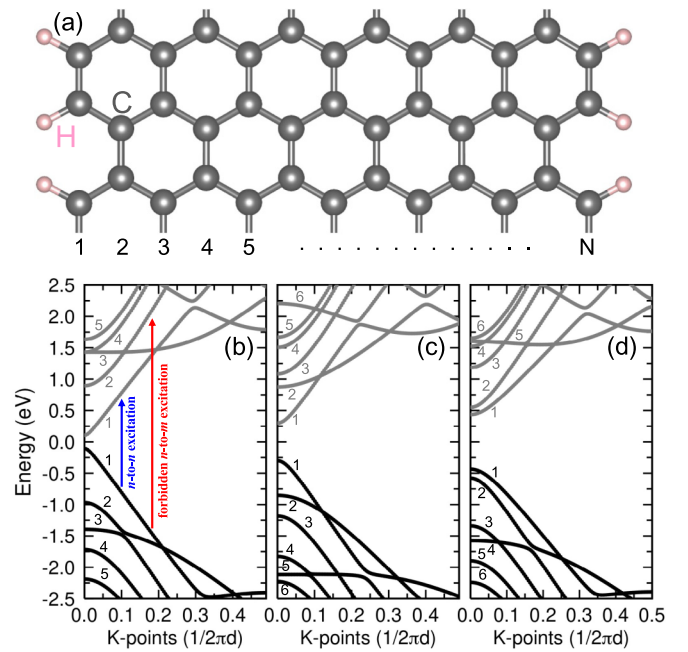 (a)
C
H
1 2 3 4 5 . . . . . . . . . . . . . . N
Energy (eV)
2.5
2.0
1.5
1.0
0.5
0.0
-0.5
-1.0
-1.5
-2.0
-2.5
5
4
3
2
1
1
2
3
4
5
n-to-n excitation
forbidden n-to-m excitation
(b)
0.0 0.1 0.2 0.3 0.4
K-points (1/2πd)
6
5
4
3
2
1
1
2
3
4
5
6
(c)
0.0 0.1 0.2 0.3 0.4
K-points (1/2πd)
6
4
5
3
2
1
1
2
3
4
5
6
(d)
0.0 0.1 0.2 0.3 0.4 0.5
K-points (1/2πd)